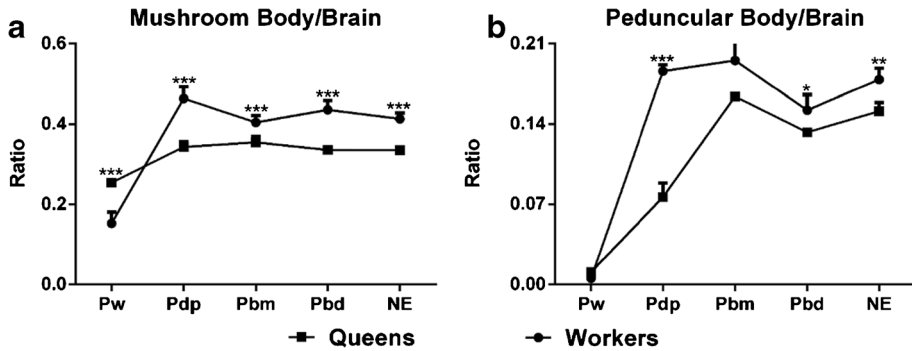 a
Mushroom Body/Brain
0.6
0.4
0.2
0.0
Ratio
***
***
***
***
***
Pw Pdp Pbm Pbd NE
b
Peduncular Body/Brain
0.21
0.14
0.07
0.00
Ratio
***
*
**
Pw Pdp Pbm Pbd NE
Queens Workers